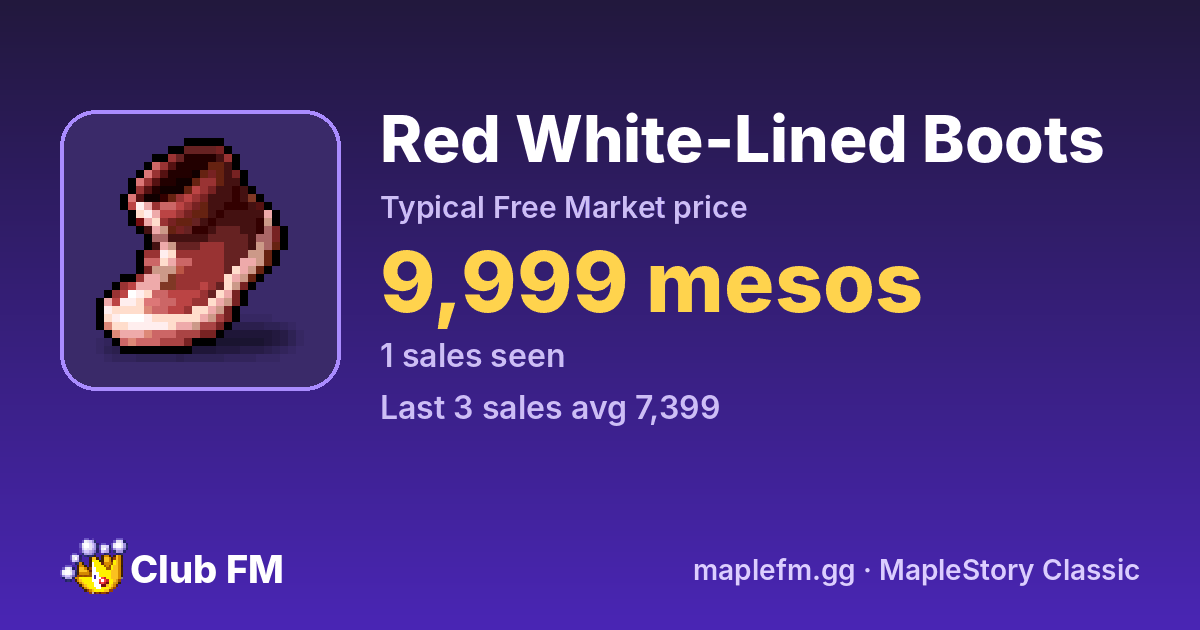 Red White-Lined Boots
Typical Free Market price
9,999 mesos
1 sales seen
Last 3 sales avg 7,399
Club FM
maplefm.gg · MapleStory Classic